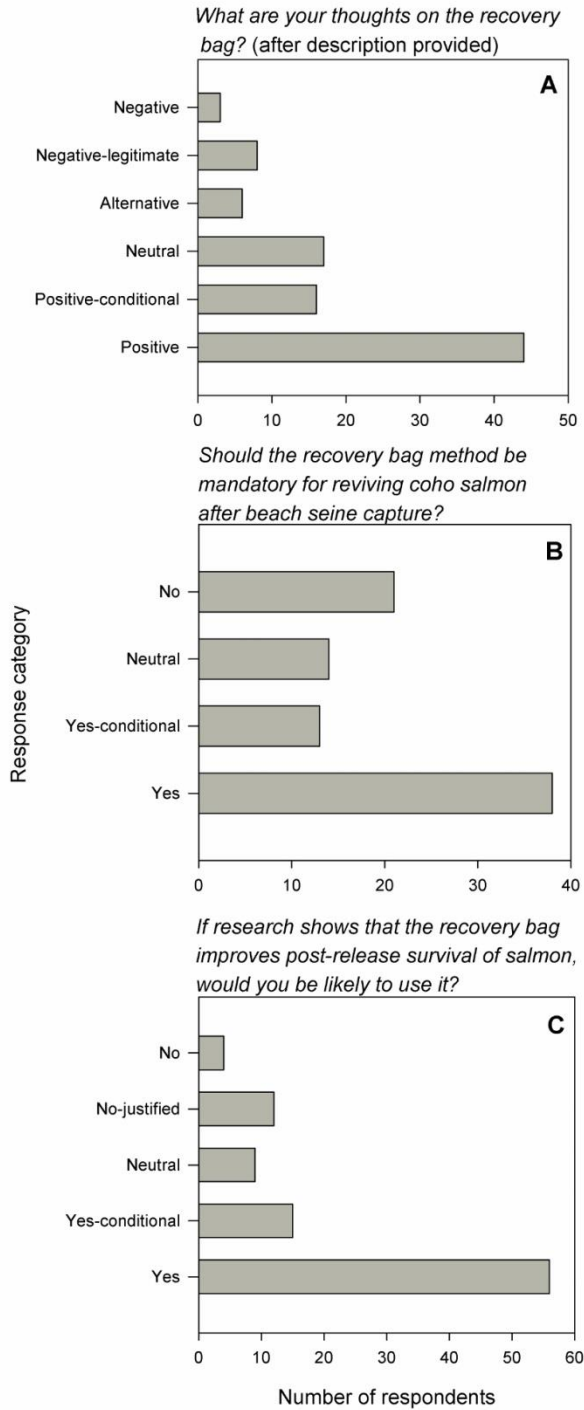 What are your thoughts on the recovery
bag? (after description provided)
A
Negative
Negative-legitimate
Alternative
Neutral
Positive-conditional
Positive
0 10 20 30 40 50
Should the recovery bag method be
mandatory for reviving coho salmon
after beach seine capture?
B
No
Neutral
Yes-conditional
Yes
0 10 20 30 40
Response category
If research shows that the recovery bag
improves post-release survival of salmon,
would you be likely to use it?
C
No
No-justified
Neutral
Yes-conditional
Yes
0 10 20 30 40 50 60
Number of respondents